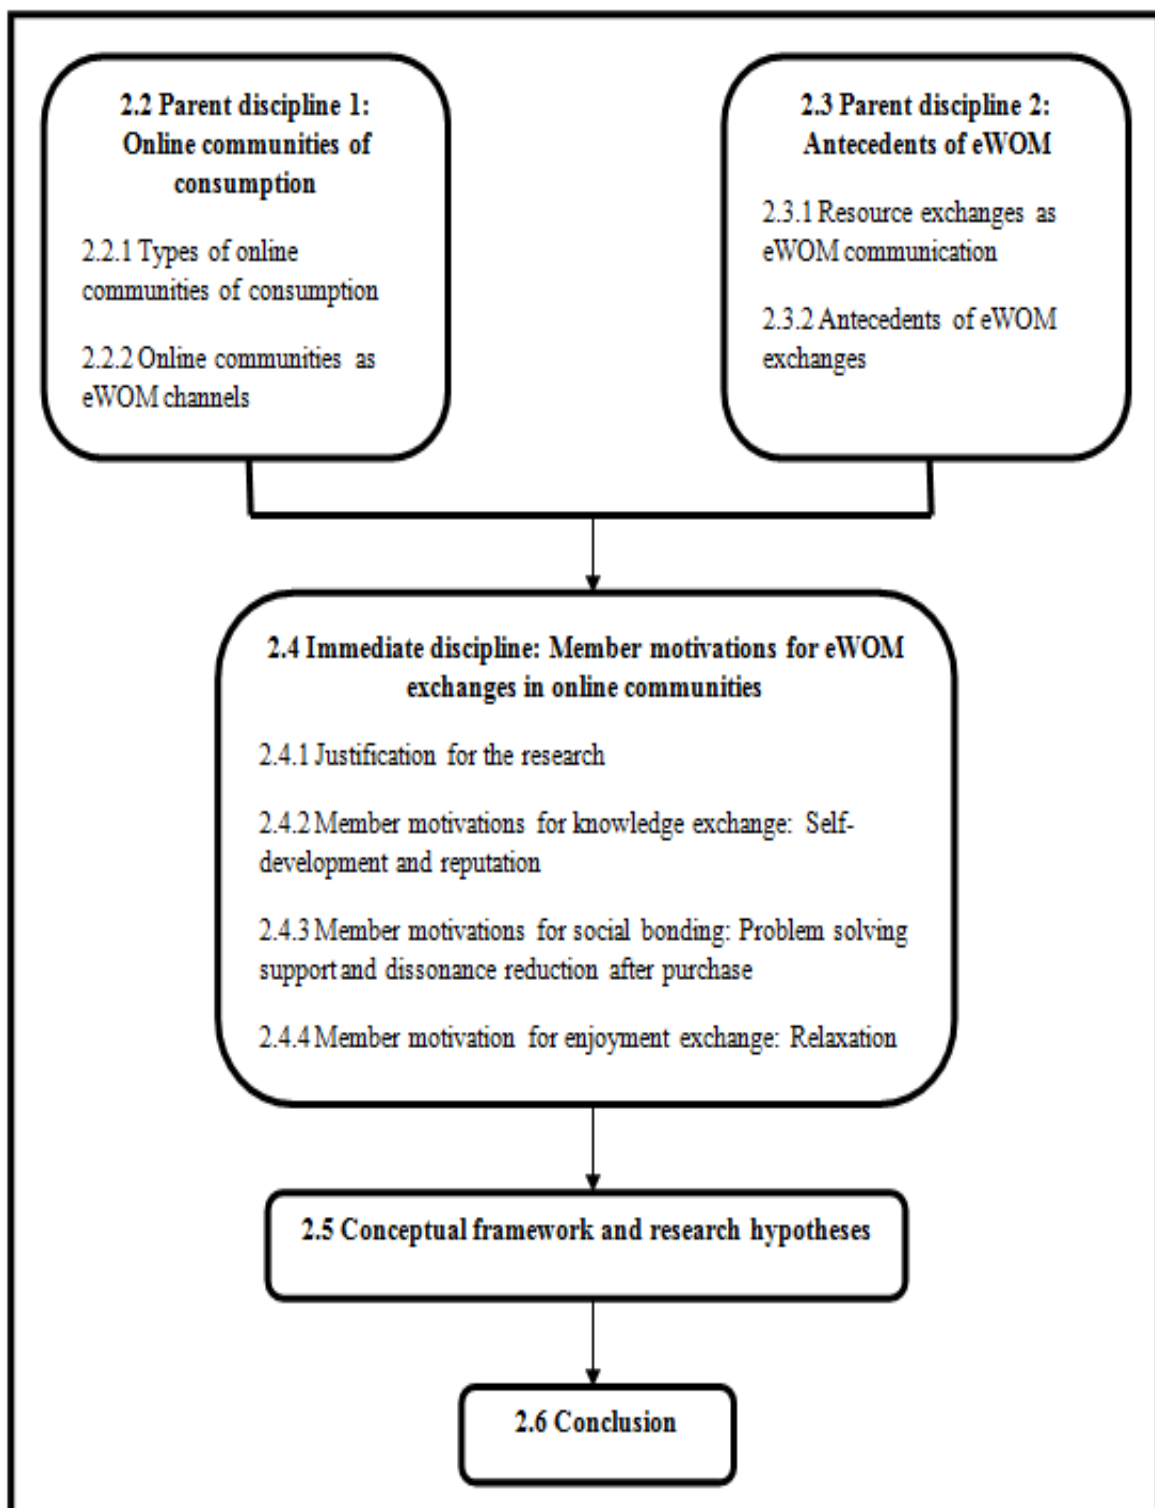 2.2 Parent discipline 1:
Online communities of
consumption
2.2.1 Types of online
communities of consumption
2.2.2 Online communities as
eWOM channels
2.3 Parent discipline 2:
Antecedents of eWOM
2.3.1 Resource exchanges as
eWOM communication
2.3.2 Antecedents of eWOM
exchanges
2.4 Immediate discipline: Member motivations for eWOM
exchanges in online communities
2.4.1 Justification for the research
2.4.2 Member motivations for knowledge exchange: Self-
development and reputation
2.4.3 Member motivations for social bonding: Problem solving
support and dissonance reduction after purchase
2.4.4 Member motivation for enjoyment exchange: Relaxation
2.5 Conceptual framework and research hypotheses
2.6 Conclusion